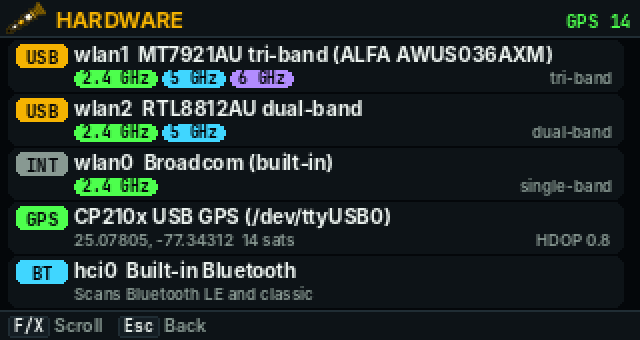 HARDWARE GPS 14
USB wlan1 MT7921AU tri-band (ALFA AWUS036AXM)
2.4 GHz 5 GHz 6 GHz tri-band
USB wlan2 RTL8812AU dual-band
2.4 GHz 5 GHz dual-band
INT wlan0 Broadcom (built-in)
2.4 GHz single-band
GPS CP210x USB GPS (/dev/ttyUSB0)
25.07805, -77.34312 14 sats HDOP 0.8
BT hci0 Built-in Bluetooth
Scans Bluetooth LE and classic
F/X Scroll Esc Back